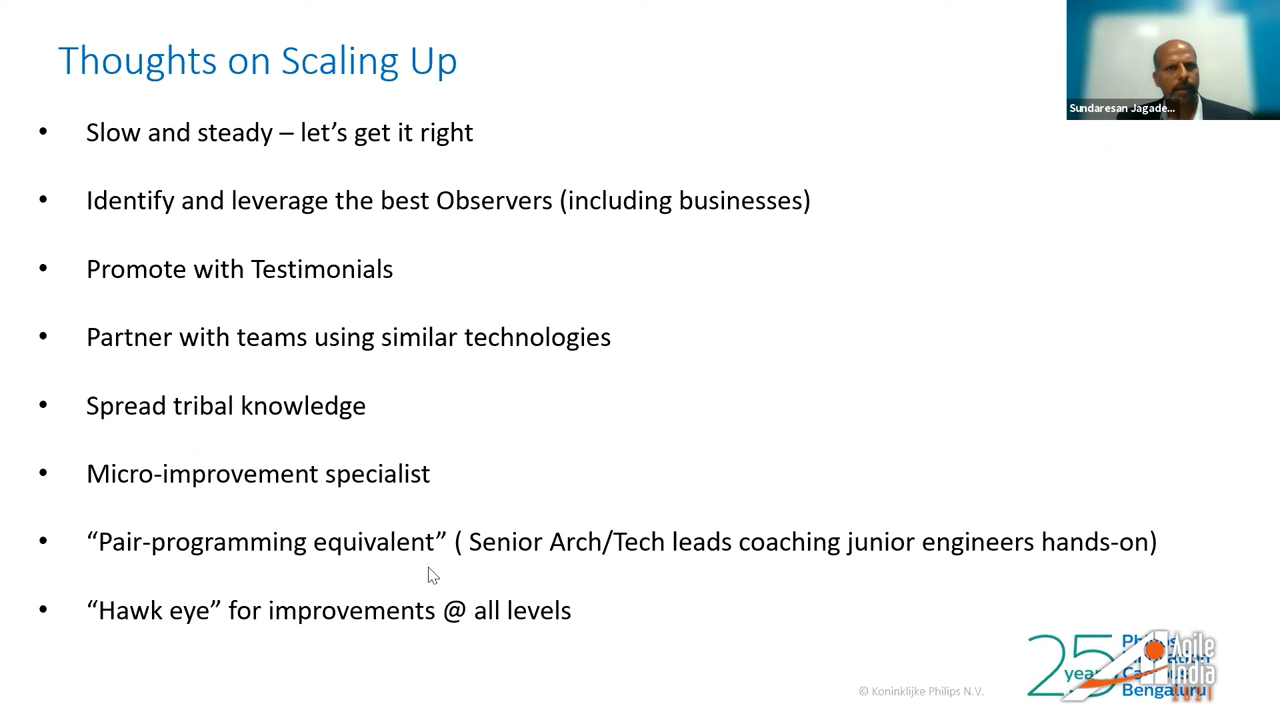 Thoughts on Scaling Up
Sundaresan Jagade...
• Slow and steady – let’s get it right
• Identify and leverage the best Observers (including businesses)
• Promote with Testimonials
• Partner with teams using similar technologies
• Spread tribal knowledge
• Micro-improvement specialist
• “Pair-programming equivalent” ( Senior Arch/Tech leads coaching junior engineers hands-on)
• “Hawk eye” for improvements @ all levels
© Koninklijke Philips N.V.
25
Bengaluru
Agile
India
2021